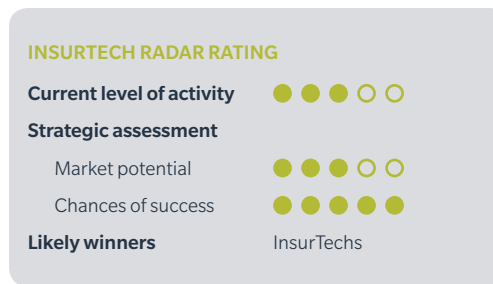 INSURTECH RADAR RATING
Current level of activity
Strategic assessment
Market potential
Chances of success
Likely winners InsurTechs